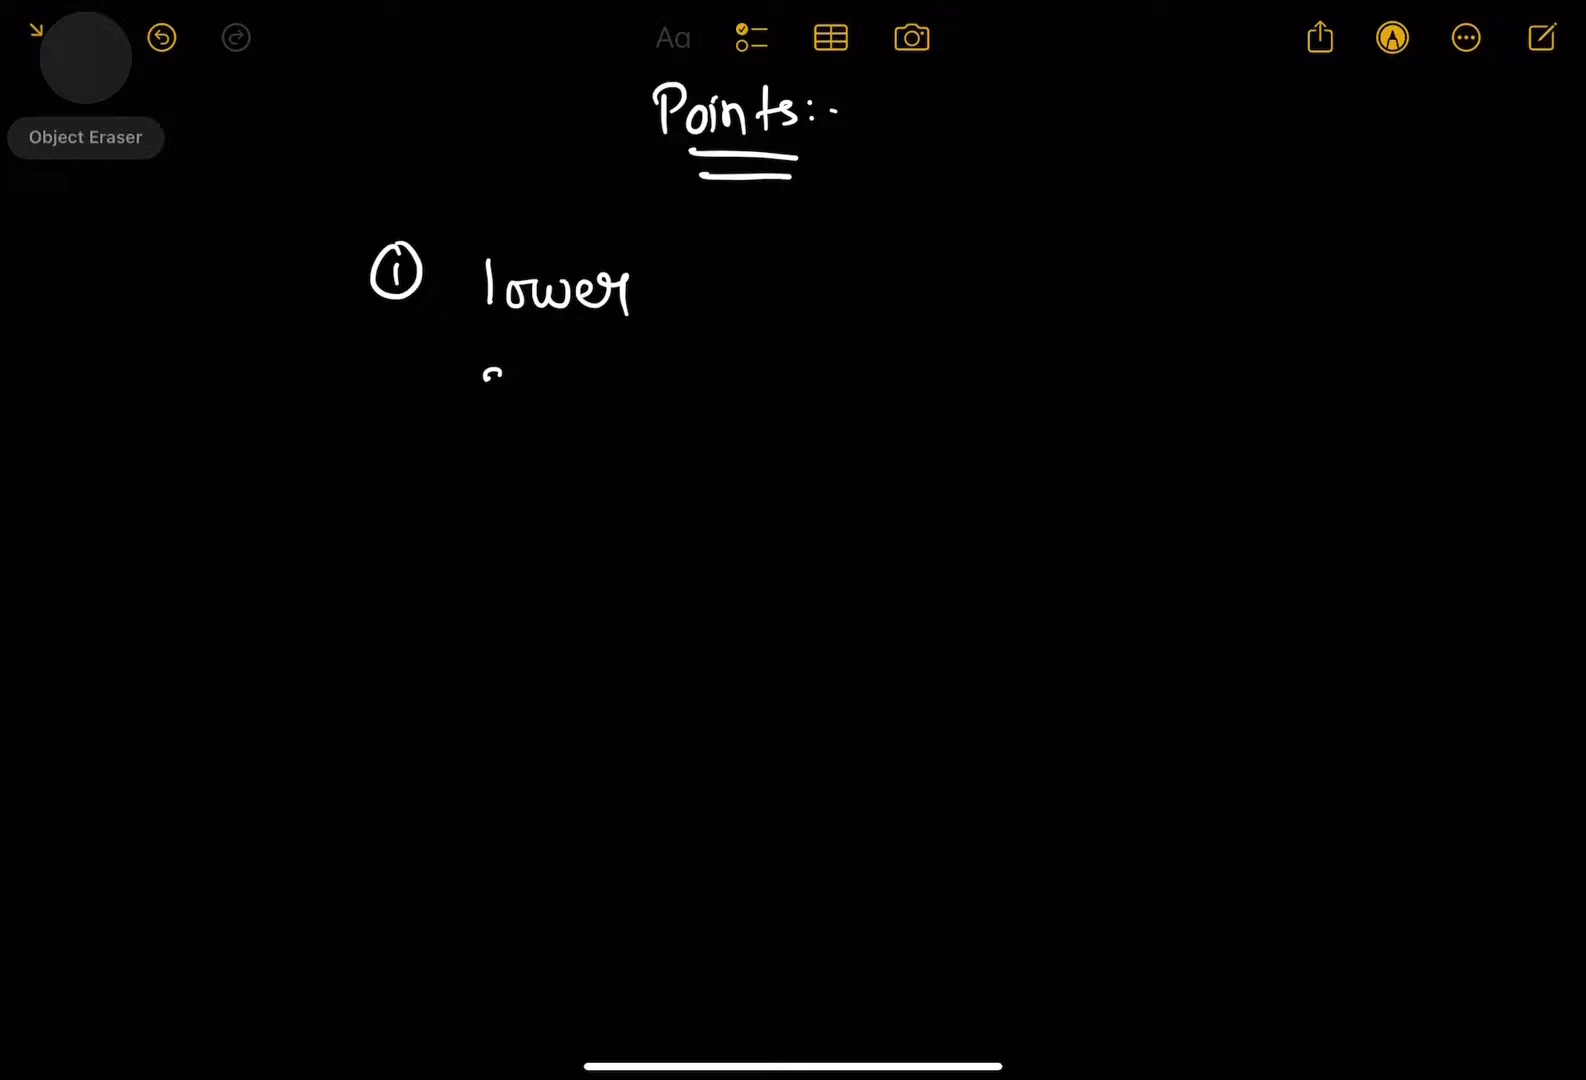 Aa
Object Eraser
Points:-
① lower